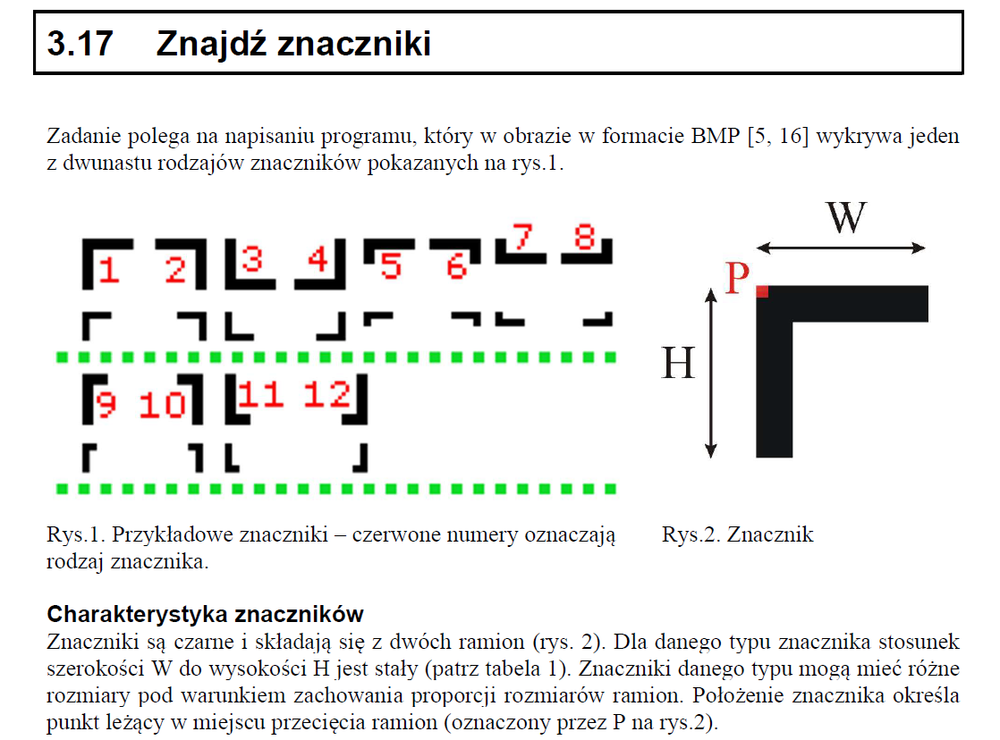 3.17 Znajdź znaczniki
Zadanie polega na napisaniu programu, który w obrazie w formacie BMP [5, 16] wykrywa jeden
z dwunastu rodzajów znaczników pokazanych na rys.1.
1 2 3 4 5 6 7 8
9 10 11 12
W
P
H
Rys.1. Przykładowe znaczniki – czerwone numery oznaczają
rodzaj znacznika.
Rys.2. Znacznik
Charakterystyka znaczników
Znaczniki są czarne i składają się z dwóch ramion (rys. 2). Dla danego typu znacznika stosunek
szerokości W do wysokości H jest stały (patrz tabela 1). Znaczniki danego typu mogą mieć różne
rozmiary pod warunkiem zachowania proporcji rozmiarów ramion. Położenie znacznika określa
punkt leżący w miejscu przecięcia ramion (oznaczony przez P na rys.2).